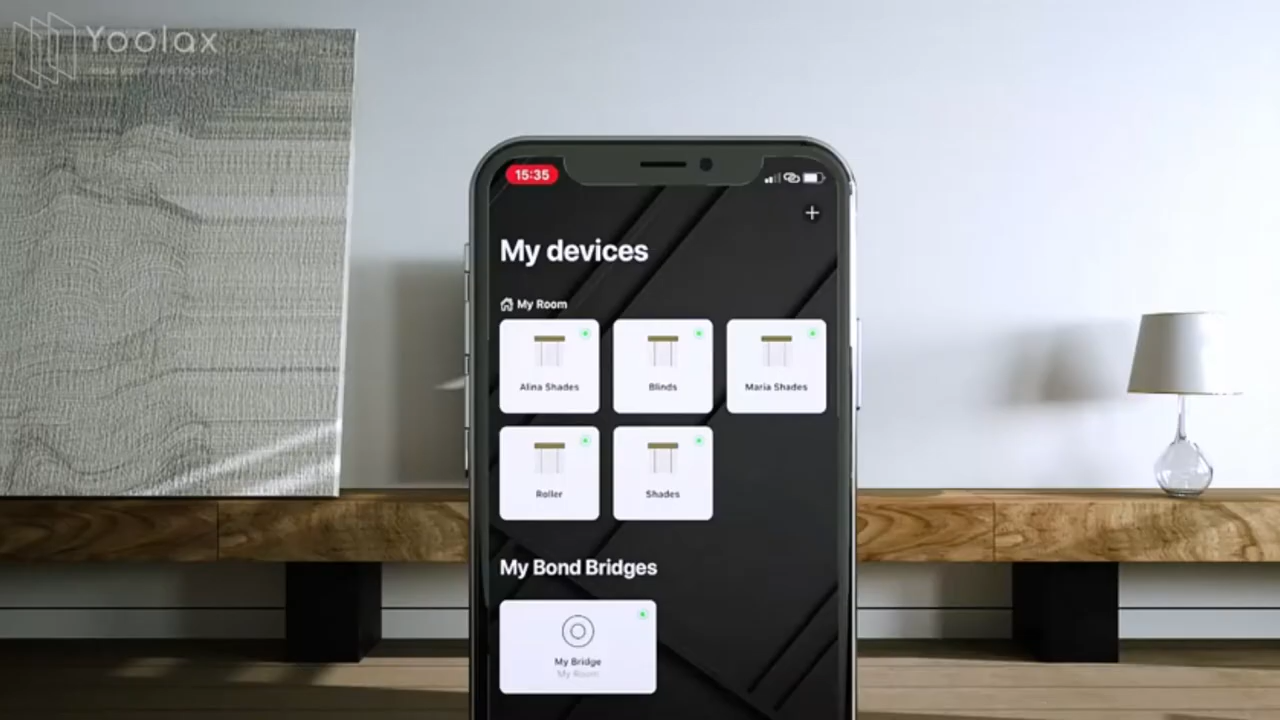 Yoolax
15:35
My devices
My Room
Alina Shades
Blinds
Maria Shades
Roller
Shades
My Bond Bridges
My Bridge
My Room